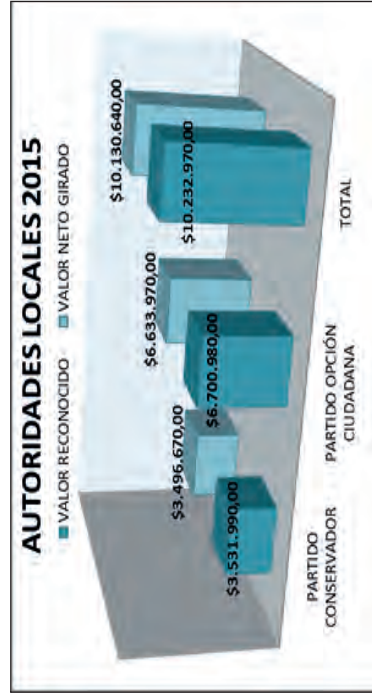 AUTORIDADES LOCALES 2015
VALOR RECONOCIDO
VALOR NETO GIRADO
$3.496.670,00
$6.633.970,00
$10.130.640,00
$3.531.990,00
$6.700.980,00
$10.232.970,00
PARTIDO
CONSERVADOR
PARTIDO OPCIÓN
CIUDADANA
TOTAL